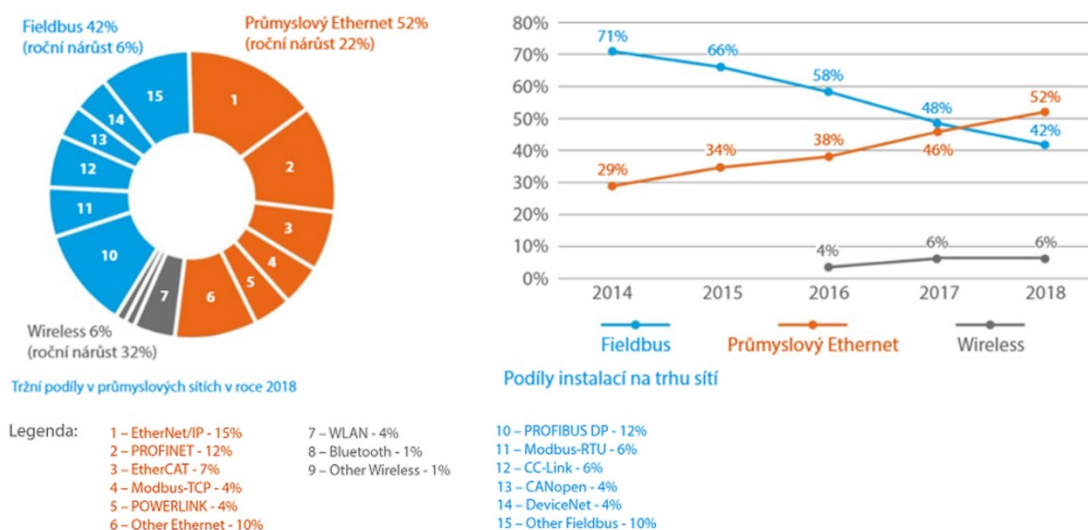 Fieldbus 42%
(roční nárůst 6%)
Průmyslový Ethernet 52%
(roční nárůst 22%)
15
1
14
13
2
12
11
3
10
4
5
7
6
Wireless 6%
(roční nárůst 32%)
Tržní podíly v průmyslových sítích v roce 2018
80%
70%
60%
50%
40%
30%
20%
10%
0%
71%
66%
58%
48%
42%
29%
34%
38%
46%
52%
4%
6%
6%
2014
2015
2016
2017
2018
Fieldbus
Průmyslový Ethernet
Wireless
Podíly instalací na trhu sítí
Legenda:
1 – EtherNet/IP - 15%
2 – PROFINET - 12%
3 – EtherCAT - 7%
4 – Modbus-TCP - 4%
5 – POWERLINK - 4%
6 – Other Ethernet - 10%
7 – WLAN - 4%
8 – Bluetooth - 1%
9 – Other Wireless - 1%
10 – PROFIBUS DP - 12%
11 – Modbus-RTU - 6%
12 – CC-Link - 6%
13 – CANopen - 4%
14 – DeviceNet - 4%
15 – Other Fieldbus - 10%